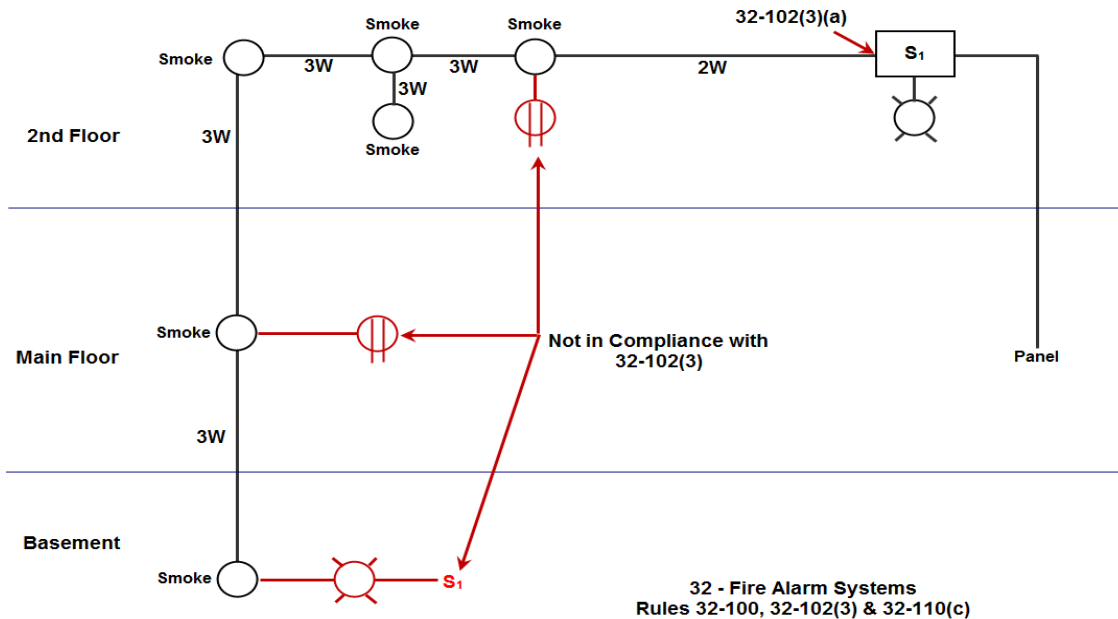 32-102(3)(a)
Smoke
Smoke
Smoke
S1
3W
3W
2W
3W
3W
2nd Floor
Smoke
Smoke
Not in Compliance with
32-102(3)
Main Floor
Panel
3W
Basement
Smoke
S1
32 - Fire Alarm Systems
Rules 32-100, 32-102(3) & 32-110(c)